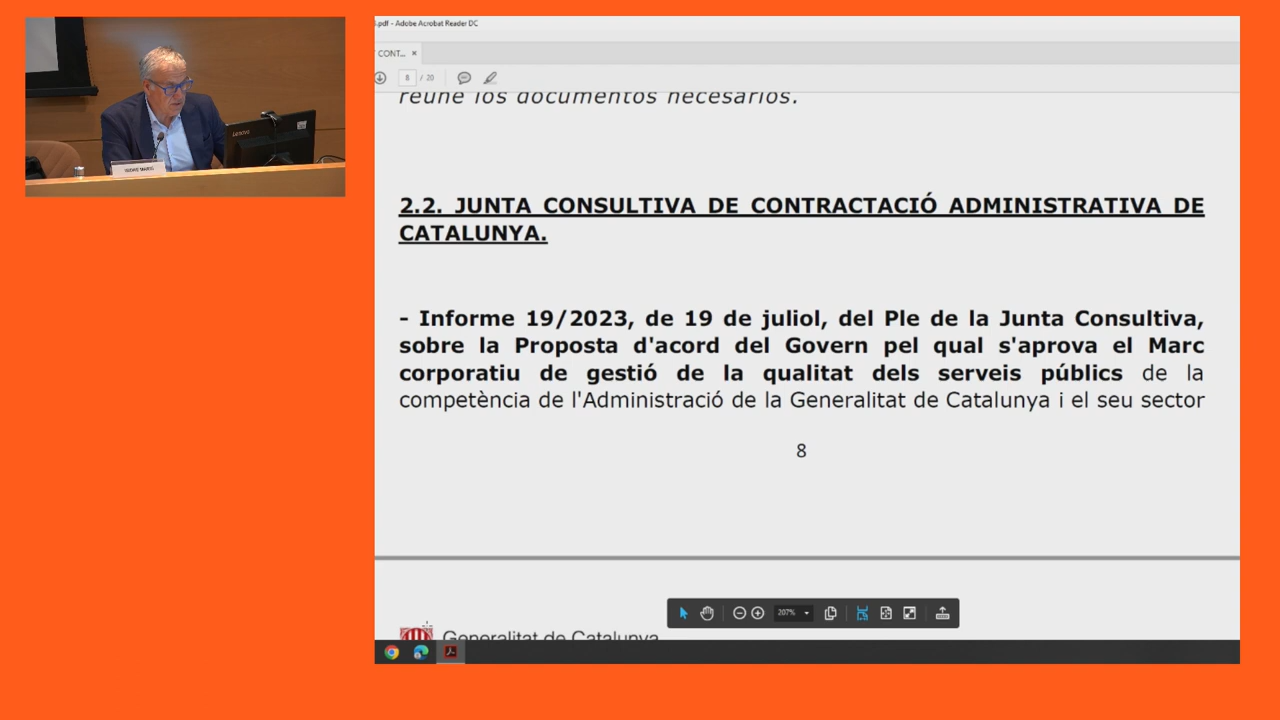 .pdf - Adobe Acrobat Reader DC
CONT...
8 / 20
reúne los documentos necesarios.
2.2. JUNTA CONSULTIVA DE CONTRACTACIÓ ADMINISTRATIVA DE
CATALUNYA.
- Informe 19/2023, de 19 de juliol, del Ple de la Junta Consultiva,
sobre la Proposta d'acord del Govern pel qual s'aprova el Marc
corporatiu de gestió de la qualitat dels serveis públics de la
competència de l'Administració de la Generalitat de Catalunya i el seu sector
8
207%
Generalitat de Catalunya
Lenovo